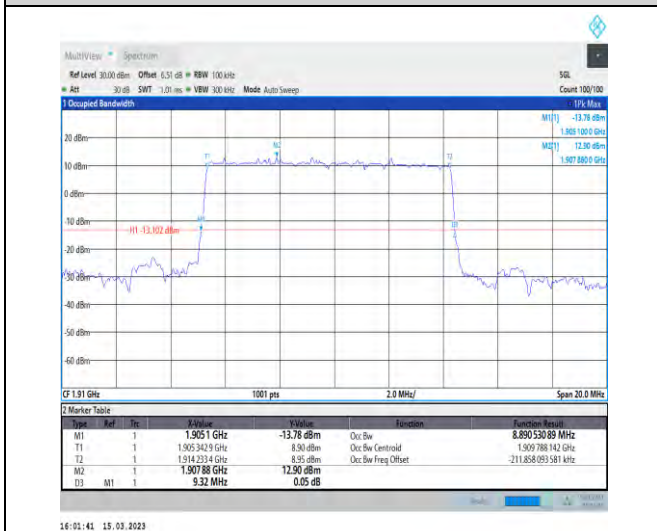 MultiView Spectrum
Ref Level 30.00 dBm Offset 6.51 dB RBW 100 kHz SGL
Att 30 dB SWT 1.01 ms VBW 300 kHz Mode Auto Sweep Count 100/100
1 Occupied Bandwidth 1Pk Max
M1[1] -13.78 dBm
1.905 100 0 GHz
M2[1] 12.90 dBm
1.907 880 0 GHz
20 dBm
M2
T1 T2
10 dBm
0 dBm
-10 dBm
M1 D3
H1 -13.102 dBm
-20 dBm
-30 dBm
-40 dBm
-50 dBm
-60 dBm
CF 1.91 GHz 1001 pts 2.0 MHz/ Span 20.0 MHz
2 Marker Table
Type Ref Trc X-Value Y-Value Function Function Result
M1 1 1.9051 GHz -13.78 dBm Occ Bw 8.890 530 89 MHz
T1 1 1.905 342 9 GHz 8.90 dBm Occ Bw Centroid 1.909 788 142 GHz
T2 1 1.914 233 4 GHz 8.95 dBm Occ Bw Freq Offset -211.858 093 581 kHz
M2 1 1.907 88 GHz 12.90 dBm
D3 M1 1 9.32 MHz 0.05 dB
16:01:41 15.03.2023